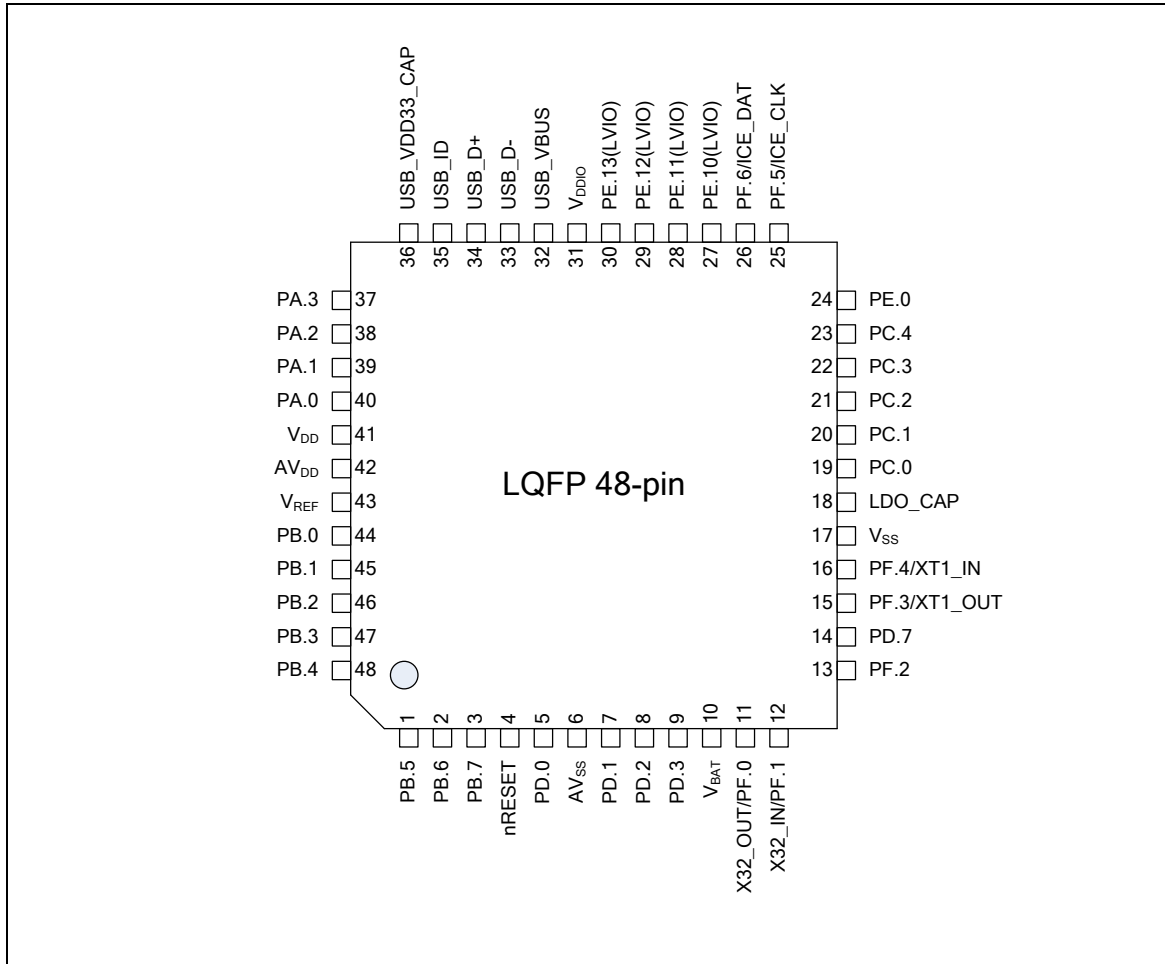 USB_VDD33_CAP
USB_ID
USB_D+
USB_D-
USB_VBUS
VDDIO
PE.13(LVIO)
PE.12(LVIO)
PE.11(LVIO)
PE.10(LVIO)
PF.6/ICE_DAT
PF.5/ICE_CLK
36
35
34
33
32
31
30
29
28
27
26
25
PA.3 37
PA.2 38
PA.1 39
PA.0 40
VDD 41
AVDD 42
VREF 43
PB.0 44
PB.1 45
PB.2 46
PB.3 47
PB.4 48
LQFP 48-pin
24 PE.0
23 PC.4
22 PC.3
21 PC.2
20 PC.1
19 PC.0
18 LDO_CAP
17 VSS
16 PF.4/XT1_IN
15 PF.3/XT1_OUT
14 PD.7
13 PF.2
1
2
3
4
5
6
7
8
9
10
11
12
PB.5
PB.6
PB.7
nRESET
PD.0
AVSS
PD.1
PD.2
PD.3
VBAT
X32_OUT/PF.0
X32_IN/PF.1